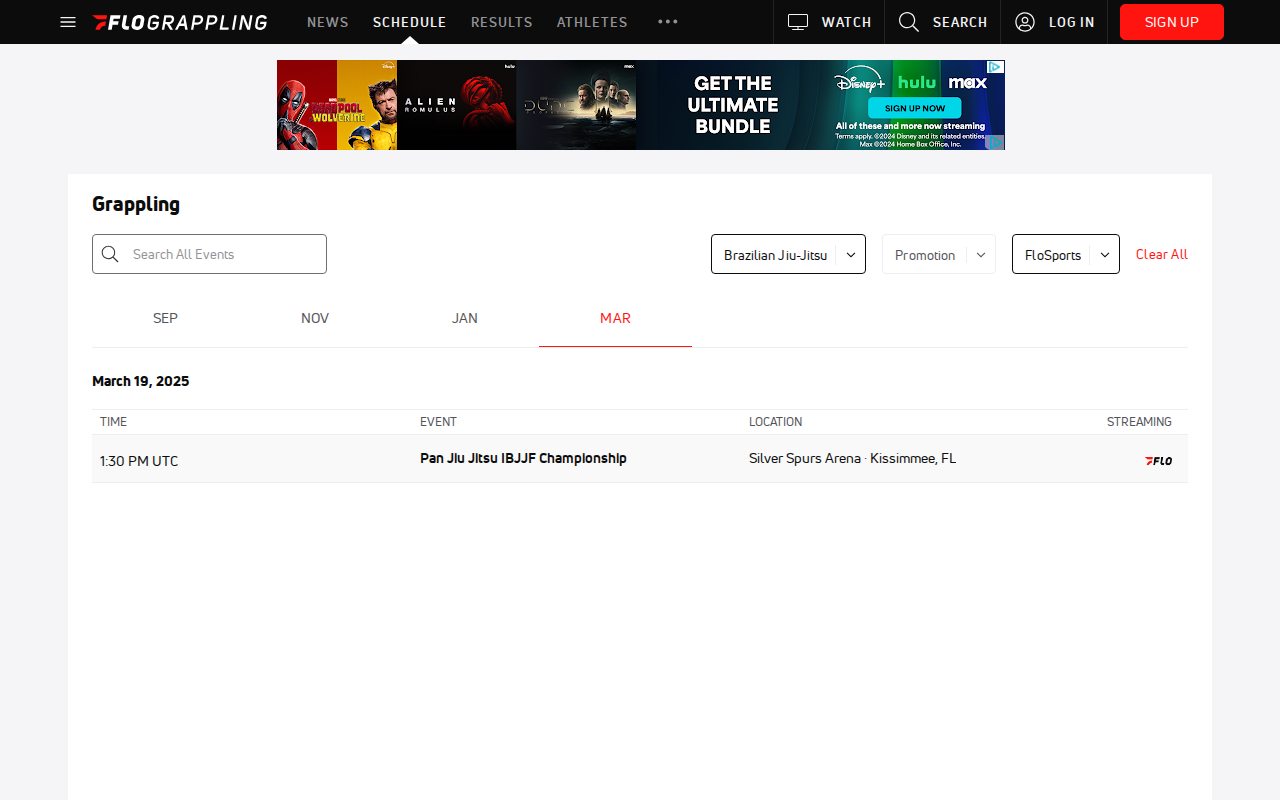 FLOGRAPPLING
NEWS
SCHEDULE
RESULTS
ATHLETES
WATCH
SEARCH
LOG IN
SIGN UP
Disney+
hulu
max
DEADPOOL
WOLVERINE
ALIEN
ROMULUS
DUNE
GET THE
ULTIMATE
BUNDLE
Disney+ hulu max
SIGN UP NOW
All of these and more now streaming
Terms apply. ©2024 Disney and its related entities.
Max ©2024 Home Box Office, Inc.
Grappling
Search All Events
Brazilian Jiu-Jitsu
Promotion
FloSports
Clear All
SEP
NOV
JAN
MAR
March 19, 2025
TIME
EVENT
LOCATION
STREAMING
1:30 PM UTC
Pan Jiu Jitsu IBJJF Championship
Silver Spurs Arena · Kissimmee, FL
FLO